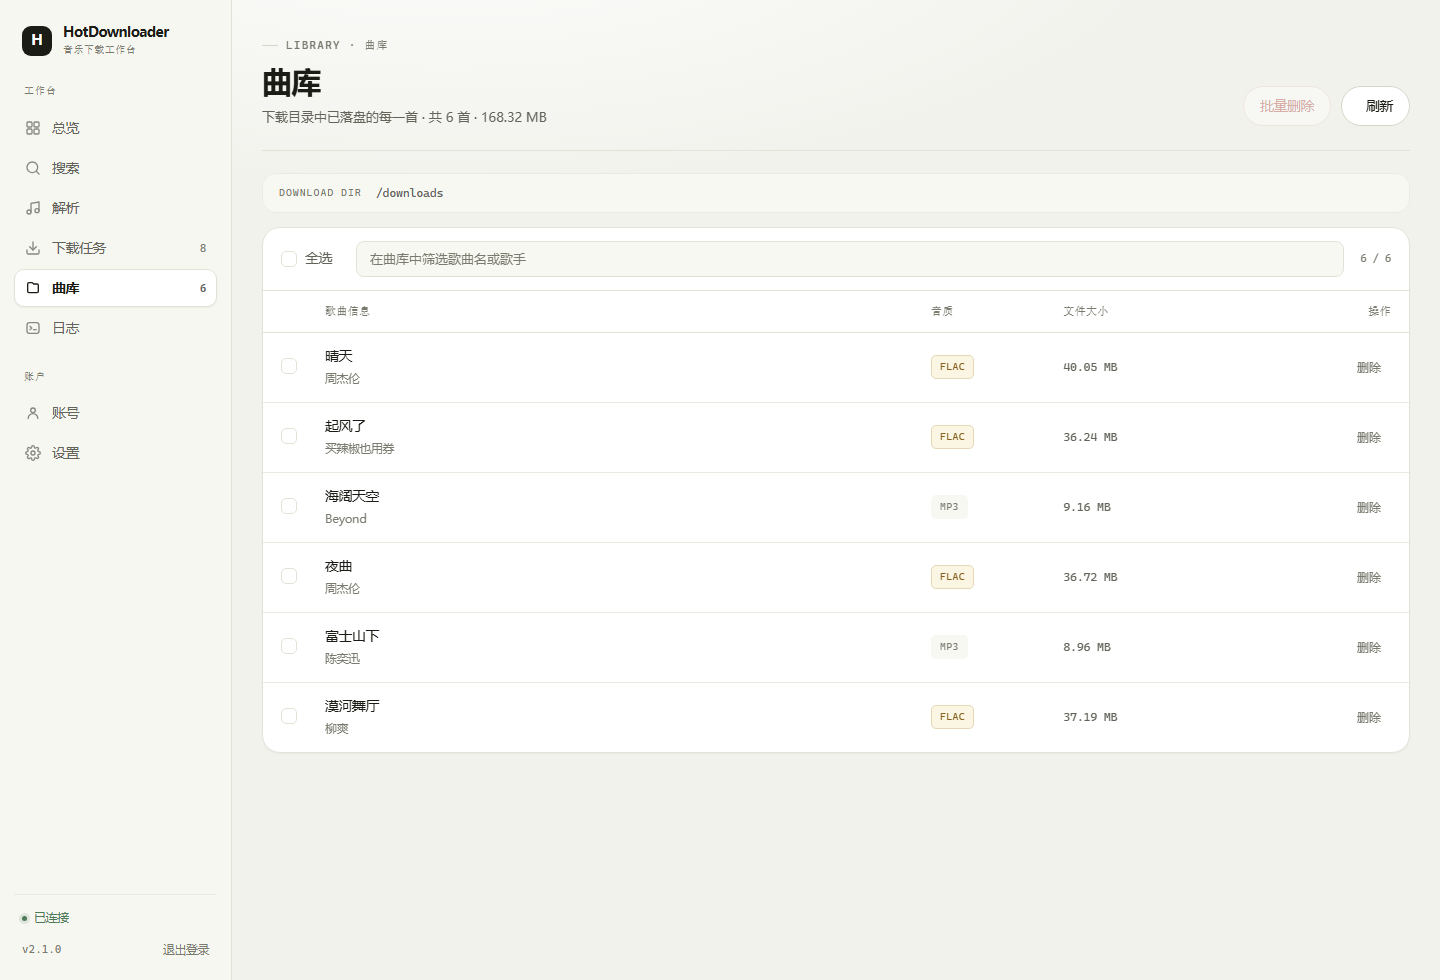 H HotDownloader
音乐下载工作台
工作台
总览
搜索
解析
下载任务 8
曲库 6
日志
账户
账号
设置
已连接
v2.1.0 退出登录
LIBRARY · 曲库
曲库
下载目录中已落盘的每一首 · 共 6 首 · 168.32 MB
批量删除 刷新
DOWNLOAD DIR /downloads
全选 在曲库中筛选歌曲名或歌手 6 / 6
歌曲信息 音质 文件大小 操作
晴天
周杰伦
FLAC 40.05 MB 删除
起风了
买辣椒也用券
FLAC 36.24 MB 删除
海阔天空
Beyond
MP3 9.16 MB 删除
夜曲
周杰伦
FLAC 36.72 MB 删除
富士山下
陈奕迅
MP3 8.96 MB 删除
漠河舞厅
柳爽
FLAC 37.19 MB 删除